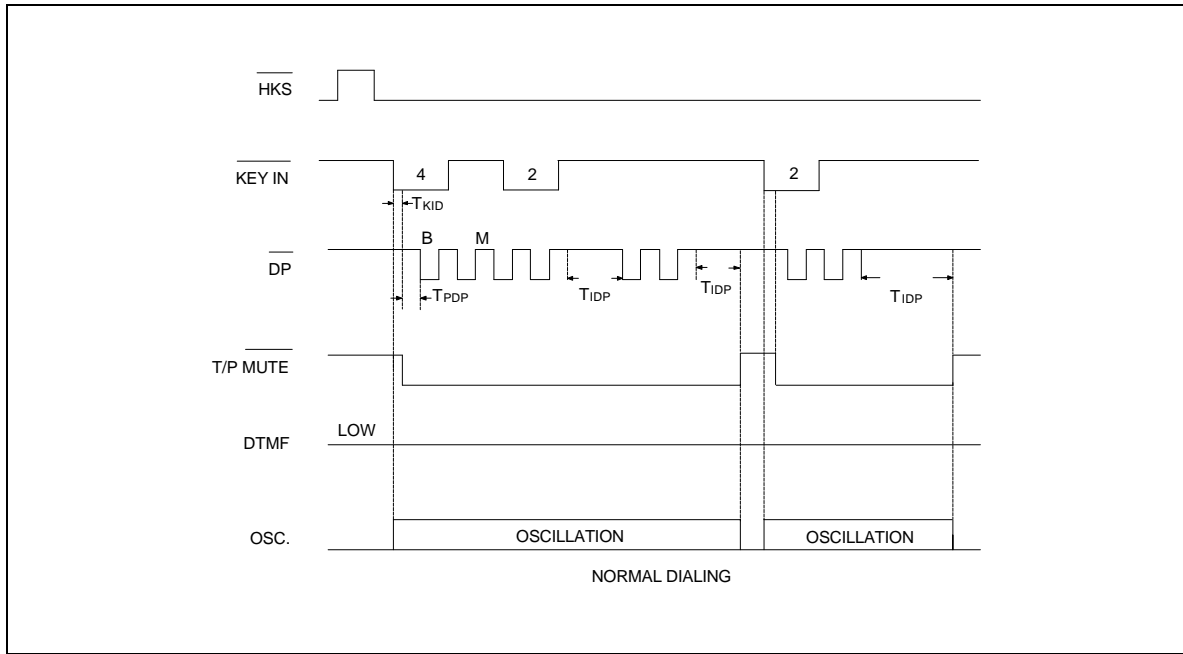 HKS
KEY IN
4
2
2
TKID
B
M
DP
TPDP
TIDP
TIDP
TIDP
T/P MUTE
LOW
DTMF
OSC.
OSCILLATION
OSCILLATION
NORMAL DIALING